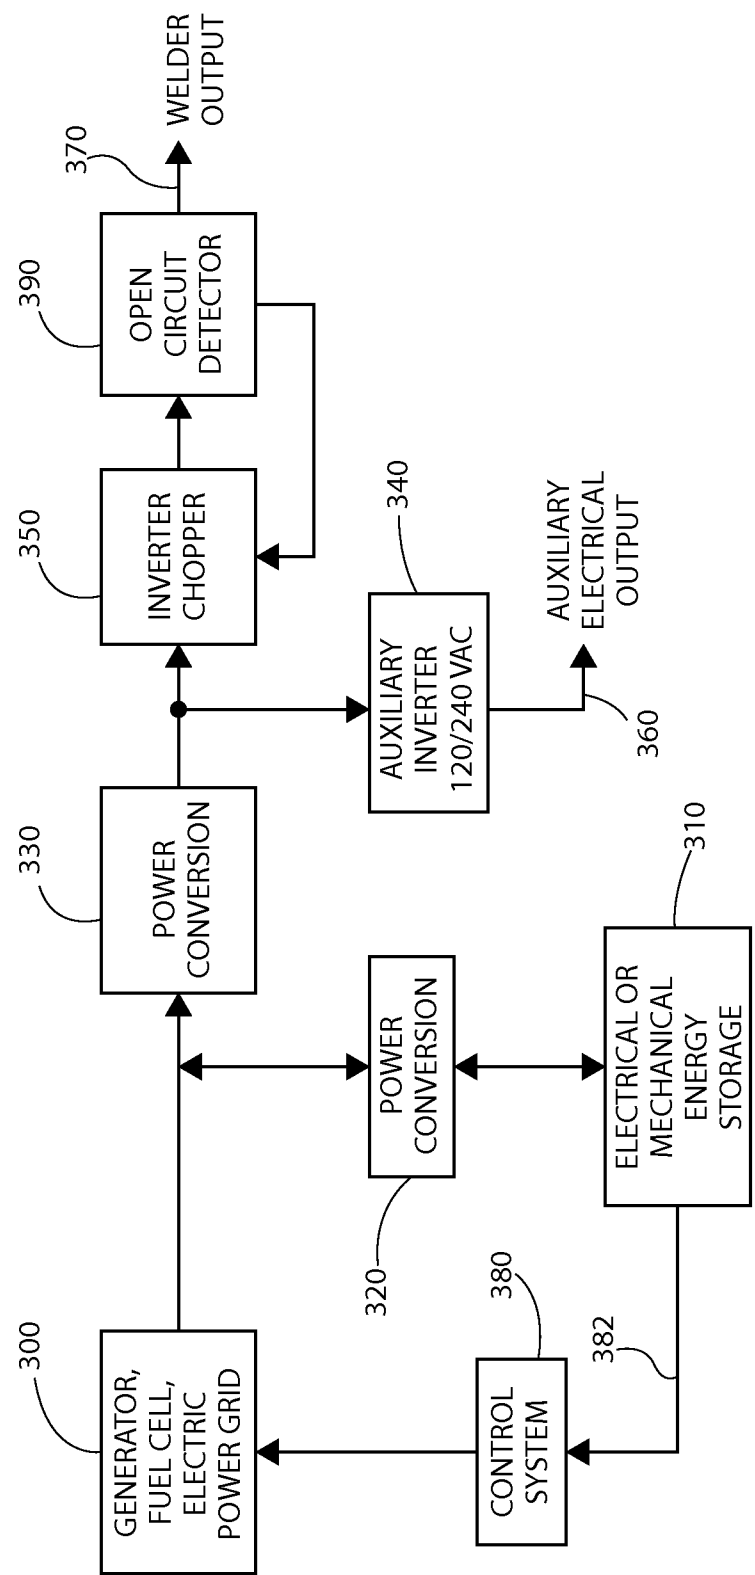 300
GENERATOR,
FUEL CELL,
ELECTRIC
POWER GRID
330
POWER
CONVERSION
350
INVERTER
CHOPPER
390
OPEN
CIRCUIT
DETECTOR
370
WELDER
OUTPUT
320
POWER
CONVERSION
340
AUXILIARY
INVERTER
120/240 VAC
360
AUXILIARY
ELECTRICAL
OUTPUT
380
CONTROL
SYSTEM
382
310
ELECTRICAL OR
MECHANICAL
ENERGY
STORAGE